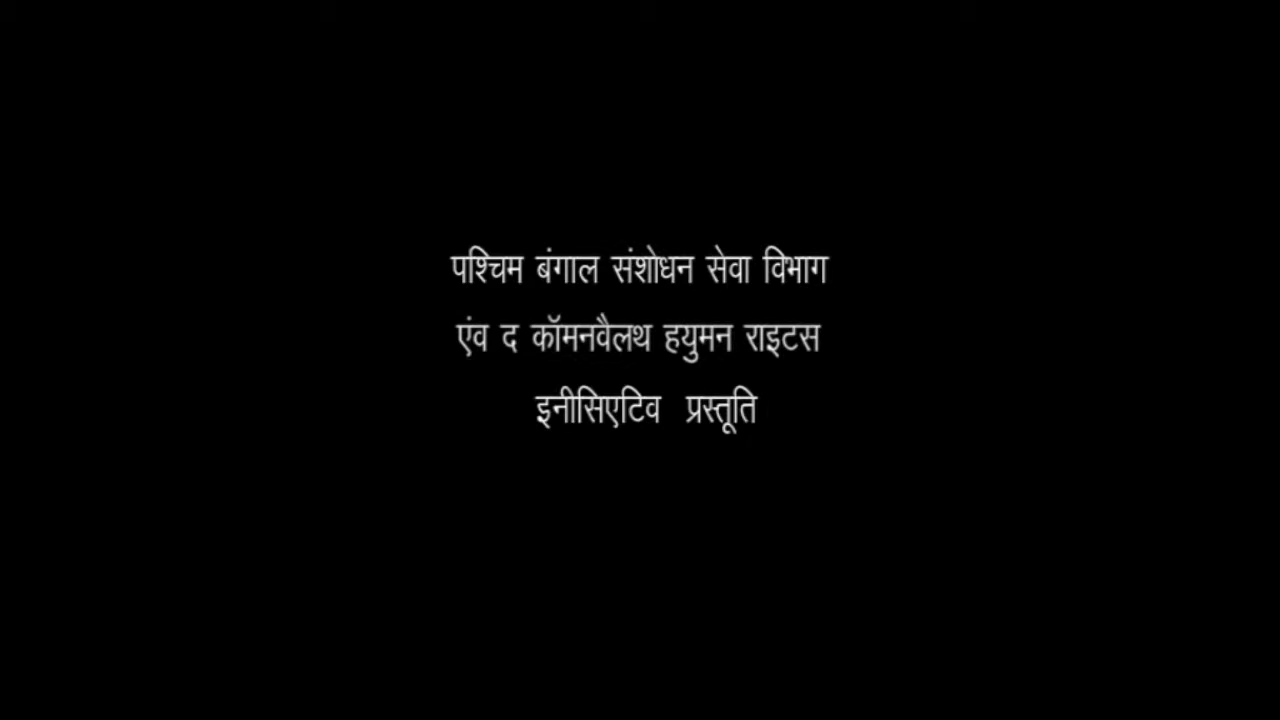 पश्चिम बंगाल संशोधन सेवा विभाग
एंव द कॉमनवैलथ हयुमन राइटस
इनीसिएटिव प्रस्तूति